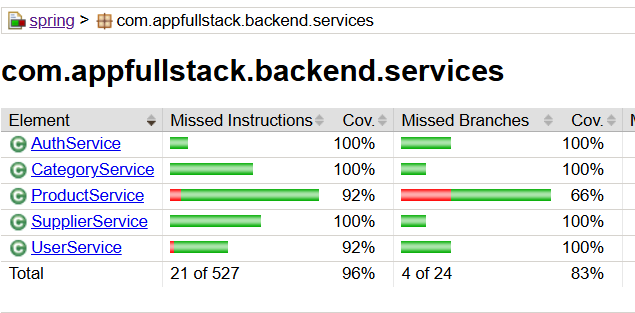 spring > com.appfullstack.backend.services
com.appfullstack.backend.services
Element Missed Instructions Cov. Missed Branches Cov. M
AuthService 100% 100%
CategoryService 100% 100%
ProductService 92% 66%
SupplierService 100% 100%
UserService 92% 100%
Total 21 of 527 96% 4 of 24 83%